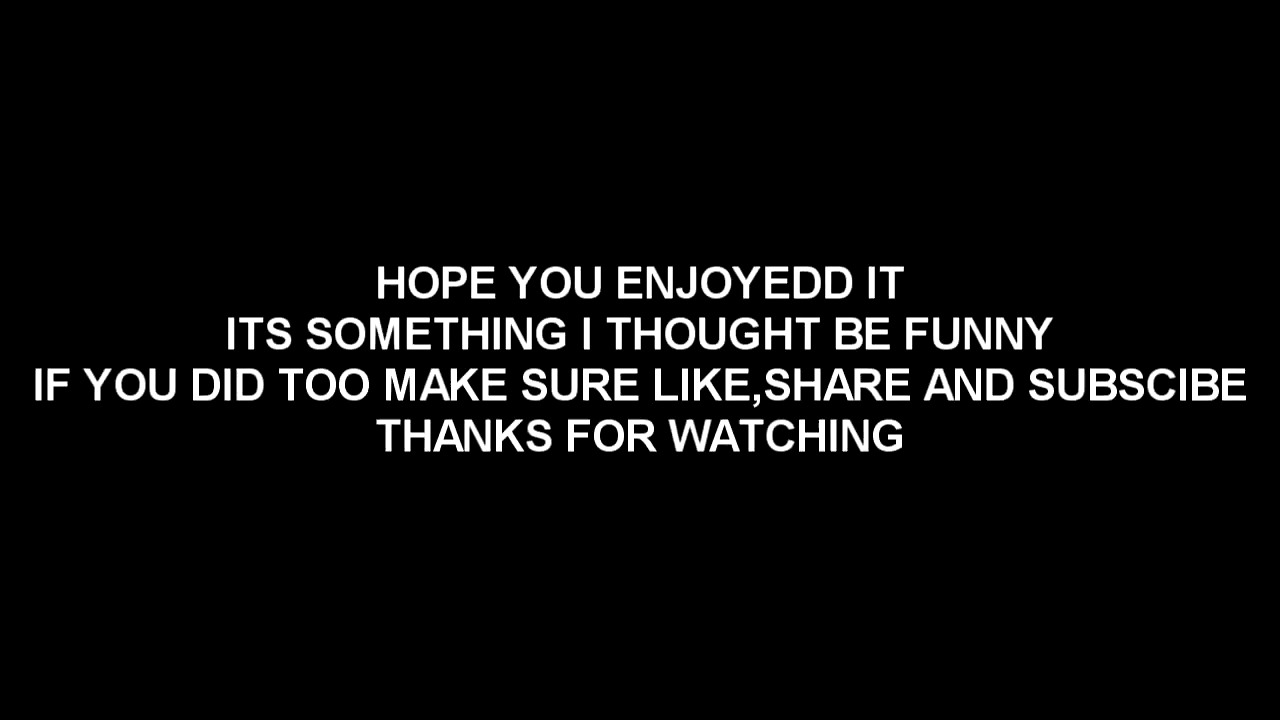 HOPE YOU ENJOYEDD IT
ITS SOMETHING I THOUGHT BE FUNNY
IF YOU DID TOO MAKE SURE LIKE,SHARE AND SUBSCIBE
THANKS FOR WATCHING